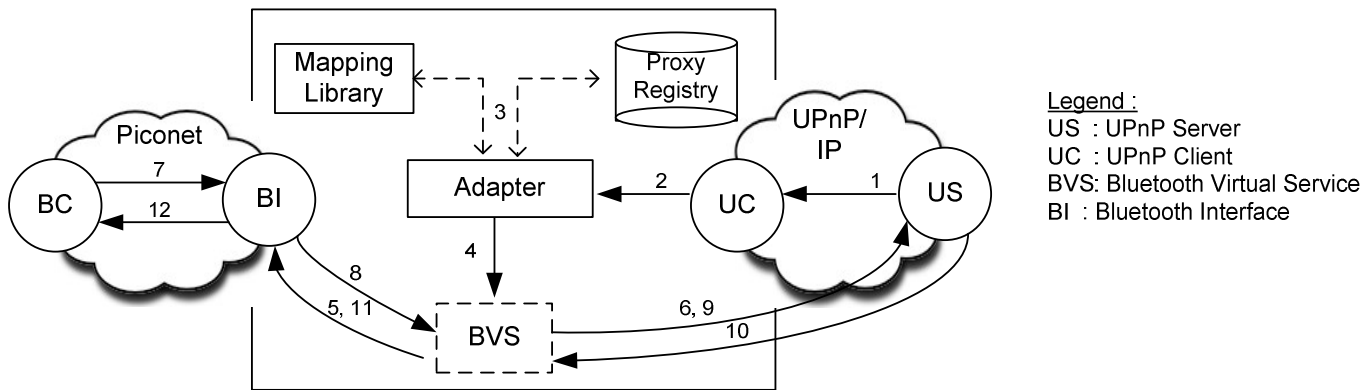 Mapping
Library
Proxy
Registry
3
Piconet
UPnP/
IP
7
12
BC
BI
Adapter
2
UC
1
US
4
8
5, 11
BVS
6, 9
10
Legend :
US : UPnP Server
UC : UPnP Client
BVS: Bluetooth Virtual Service
BI : Bluetooth Interface